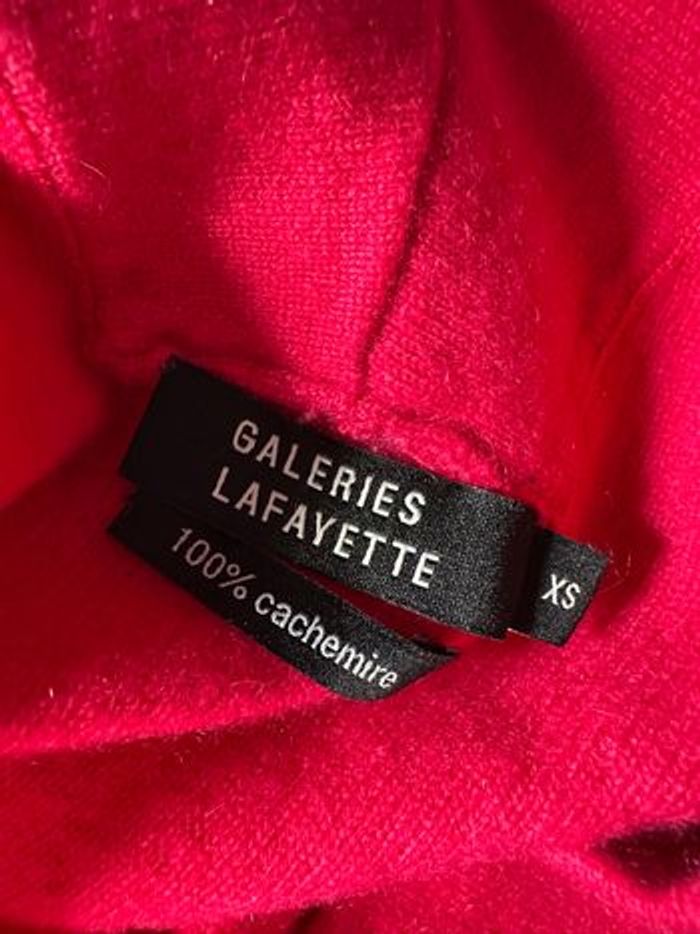 GALERIES
LAFAYETTE
XS
100% cachemire